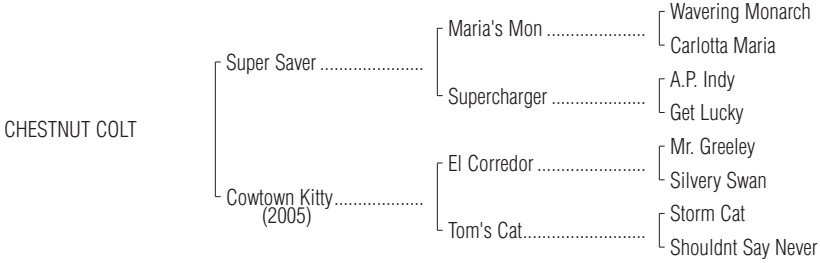 Wavering Monarch
Maria's Mon .....................
Carlotta Maria
Super Saver ......................
A.P. Indy
Supercharger ....................
Get Lucky
CHESTNUT COLT
Mr. Greeley
El Corredor .......................
Silvery Swan
Cowtown Kitty...................
(2005)
Storm Cat
Tom's Cat..........................
Shouldnt Say Never